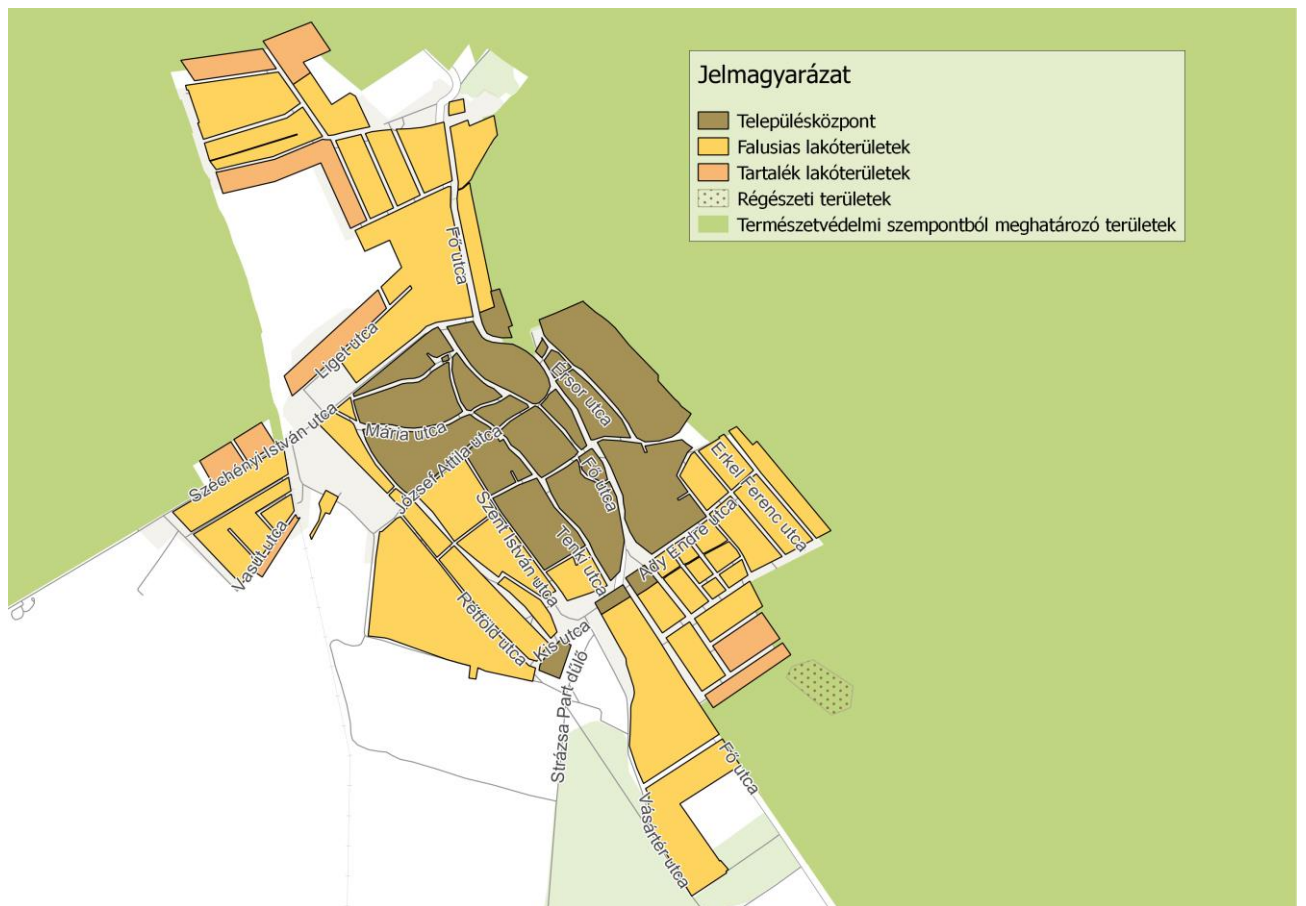 Jelmagyarázat
Településközpont
Falusias lakóterületek
Tartalék lakóterületek
Régészeti területek
Természetvédelmi szempontból meghatározó területek
Fő utca
Liget utca
Érsor utca
Mária utca
Széchényi István utca
József Attila utca
Fő utca
Erkel Ferenc utca
Szent István utca
Vasút utca
Tenki utca
Ady Endre utca
Rétföld utca
Kis utca
Strázsa Part dűlő
Fő utca
Vásártér utca